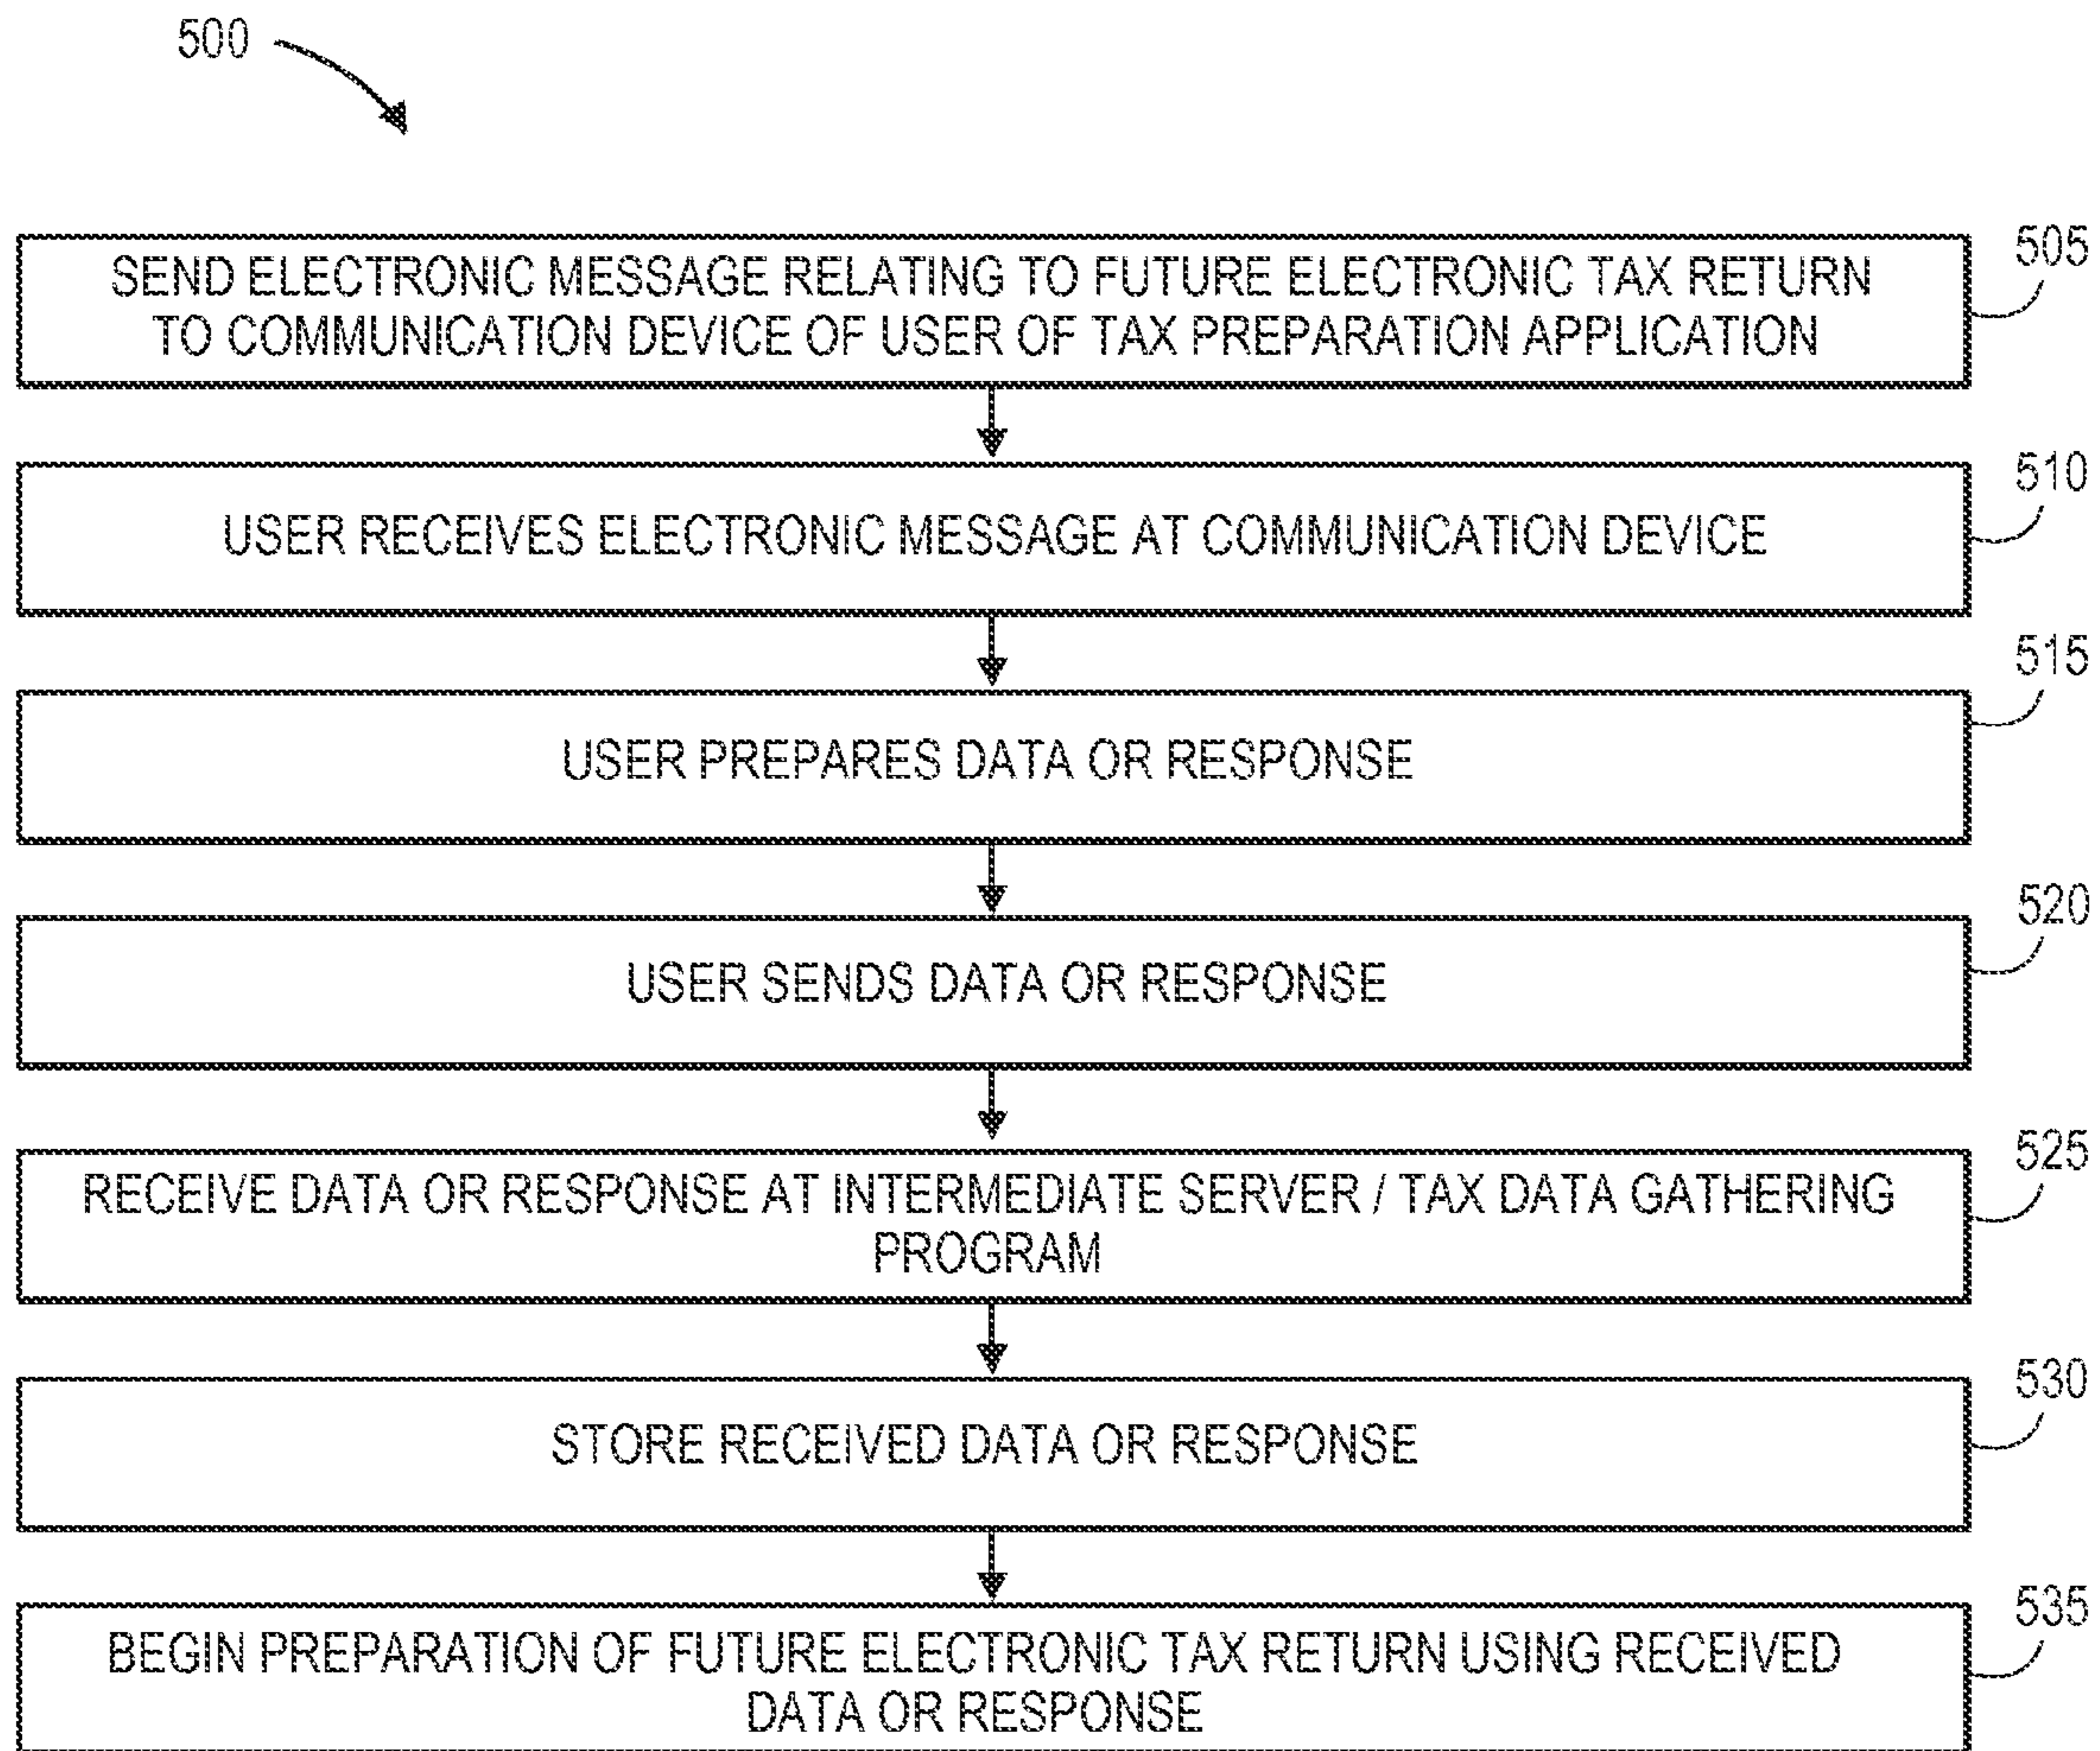 500
505
SEND ELECTRONIC MESSAGE RELATING TO FUTURE ELECTRONIC TAX RETURN
TO COMMUNICATION DEVICE OF USER OF TAX PREPARATION APPLICATION
510
USER RECEIVES ELECTRONIC MESSAGE AT COMMUNICATION DEVICE
515
USER PREPARES DATA OR RESPONSE
520
USER SENDS DATA OR RESPONSE
525
RECEIVE DATA OR RESPONSE AT INTERMEDIATE SERVER / TAX DATA GATHERING
PROGRAM
530
STORE RECEIVED DATA OR RESPONSE
535
BEGIN PREPARATION OF FUTURE ELECTRONIC TAX RETURN USING RECEIVED
DATA OR RESPONSE